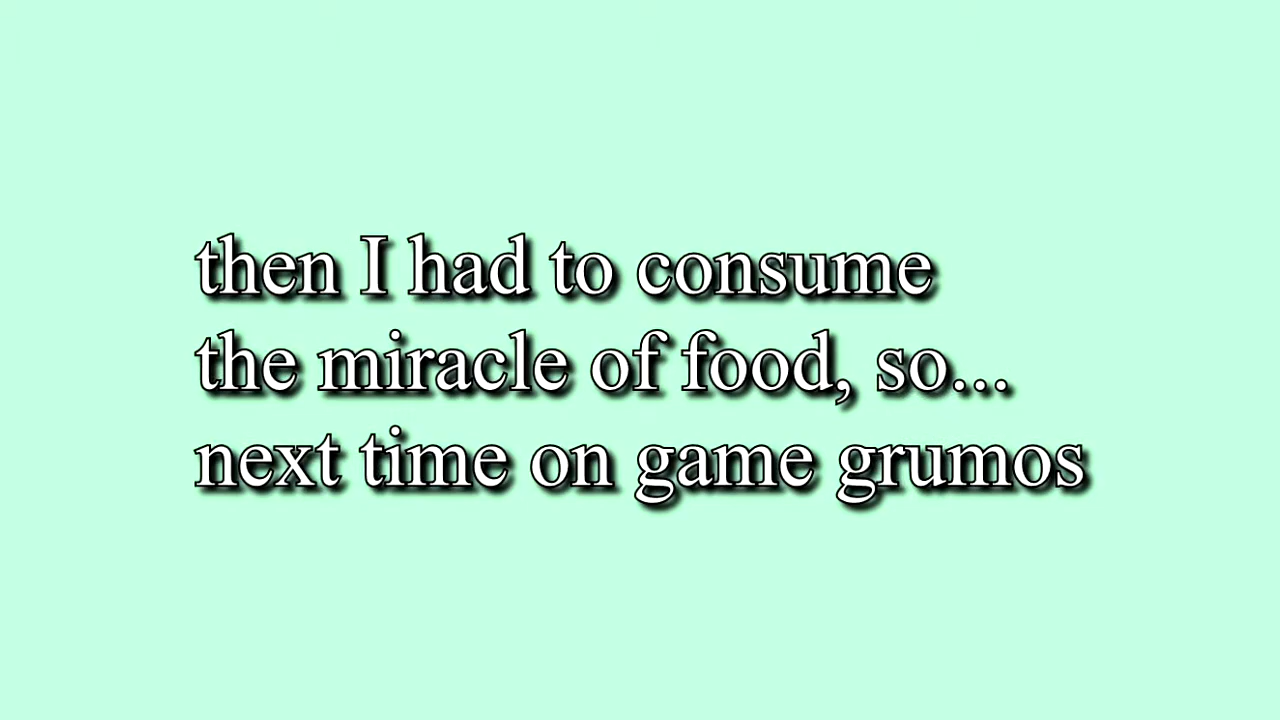 then I had to consume
the miracle of food, so...
next time on game grumos